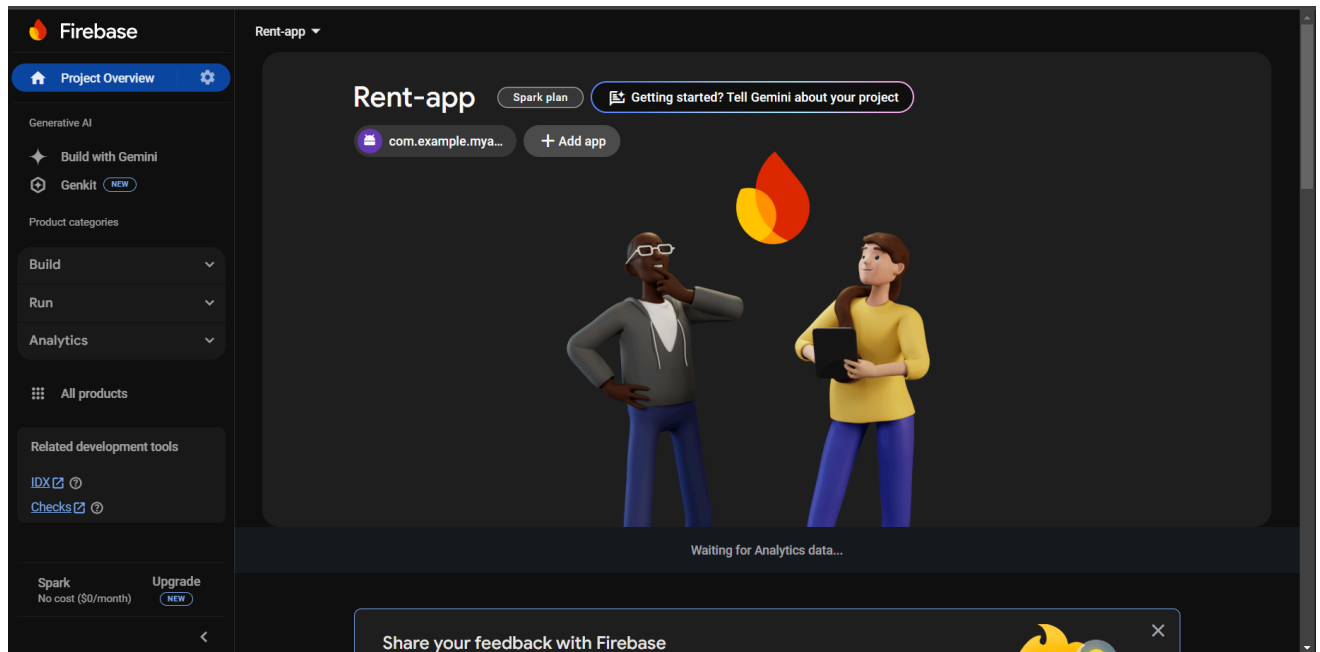 Firebase
Project Overview
Generative AI
Build with Gemini
Genkit NEW
Product categories
Build
Run
Analytics
All products
Related development tools
IDX
Checks
Spark
No cost ($0/month)
Upgrade
NEW
Rent-app
Rent-app Spark plan Getting started? Tell Gemini about your project
com.example.mya... + Add app
Waiting for Analytics data...
Share your feedback with Firebase